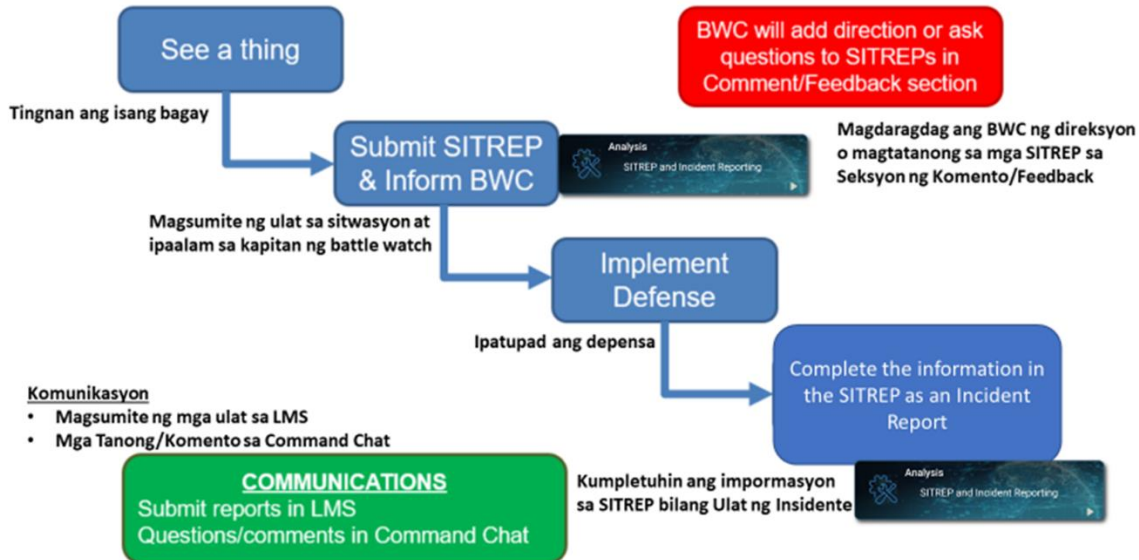 See a thing
BWC will add direction or ask
questions to SITREPs in
Comment/Feedback section
Tingnan ang isang bagay
Submit SITREP
& Inform BWC
Analysis
SITREP and Incident Reporting
Magdaragdag ang BWC ng direksyon
o magtatanong sa mga SITREP sa
Seksyon ng Komento/Feedback
Magsumite ng ulat sa sitwasyon at
ipaalam sa kapitan ng battle watch
Implement
Defense
Ipatupad ang depensa
Complete the information in
the SITREP as an Incident
Report
Komunikasyon
• Magsumite ng mga ulat sa LMS
• Mga Tanong/Komento sa Command Chat
COMMUNICATIONS
Submit reports in LMS
Questions/comments in Command Chat
Kumpletuhin ang impormasyon
sa SITREP bilang Ulat ng Insidente
Analysis
SITREP and Incident Reporting